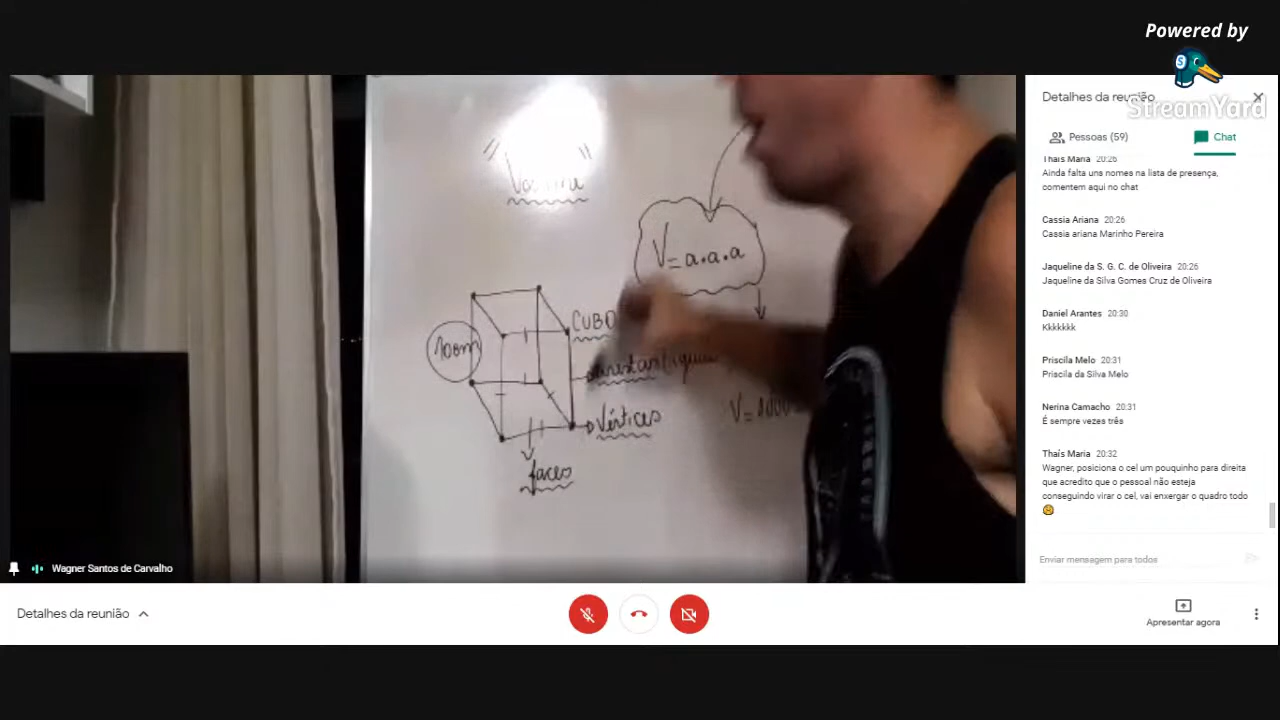 Powered by
StreamYard
Detalhes da reunião
Pessoas (59)
Chat
Thaís Maria 20:26
Ainda falta uns nomes na lista de presença,
comentem aqui no chat
Cassia Ariana 20:26
Cassia ariana Marinho Pereira
Jaqueline da S. G. C. de Oliveira 20:26
Jaqueline da Silva Gomes Cruz de Oliveira
Daniel Arantes 20:30
Kkkkkkk
Priscila Melo 20:31
Priscila da Silva Melo
Nerina Camacho 20:31
É sempre vezes três
Thaís Maria 20:32
Wagner, posiciona o cel um pouquinho para direita
que acredito que o pessoal não esteja
conseguindo virar o cel, vai enxergar o quadro todo
Enviar mensagem para todos
V=a.a.a
CUBO
10cm
arestas
Vértices
V=1000
faces
Wagner Santos de Carvalho
Detalhes da reunião
Apresentar agora